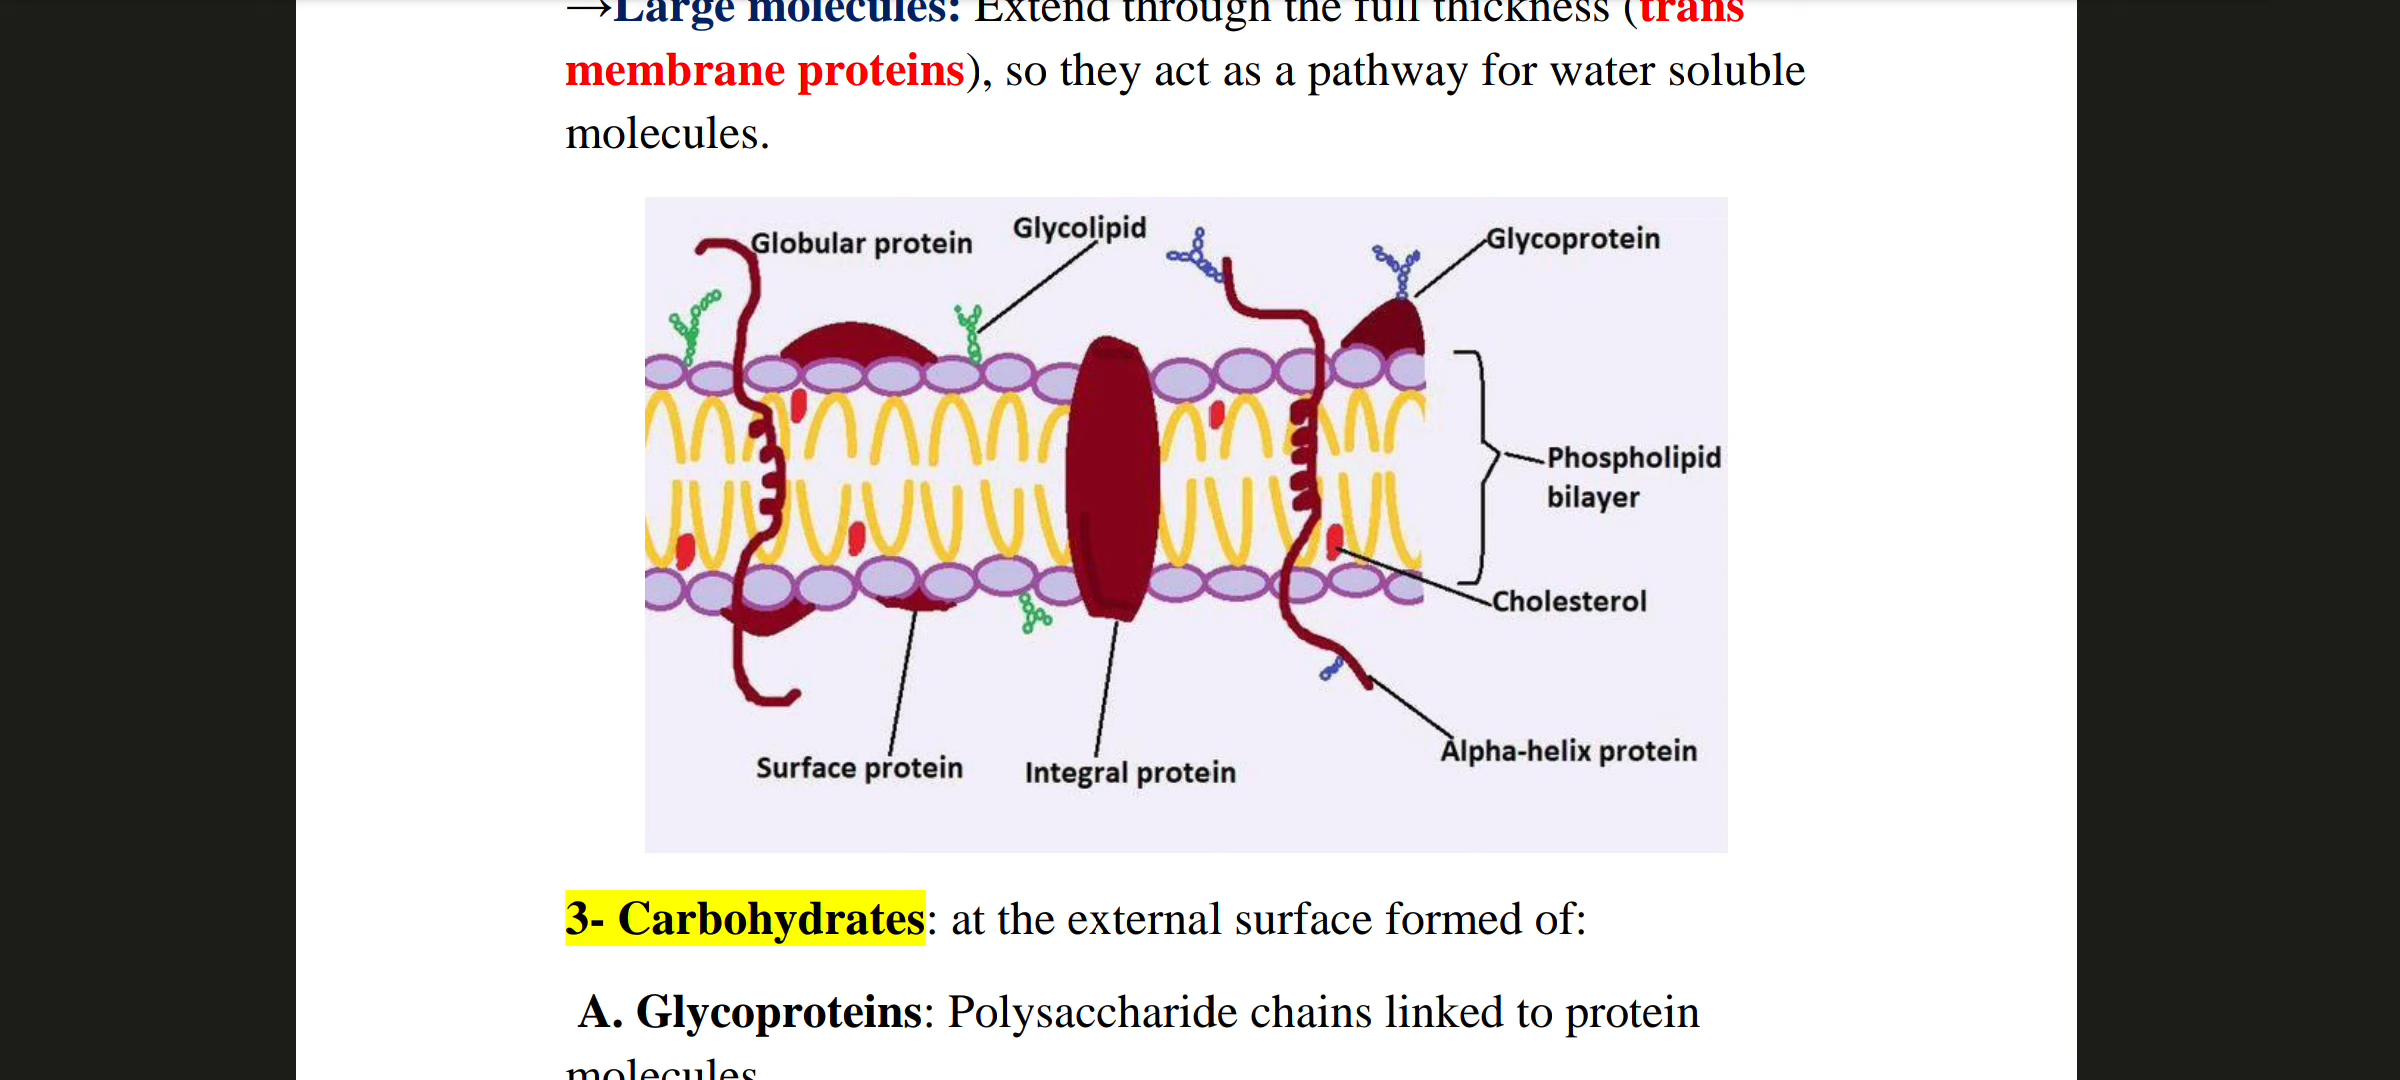 →Large molecules: Extend through the full thickness (trans
membrane proteins), so they act as a pathway for water soluble
molecules.
Globular protein
Glycolipid
Glycoprotein
Phospholipid
bilayer
Cholesterol
Alpha-helix protein
Surface protein
Integral protein
3- Carbohydrates: at the external surface formed of:
A. Glycoproteins: Polysaccharide chains linked to protein
molecules